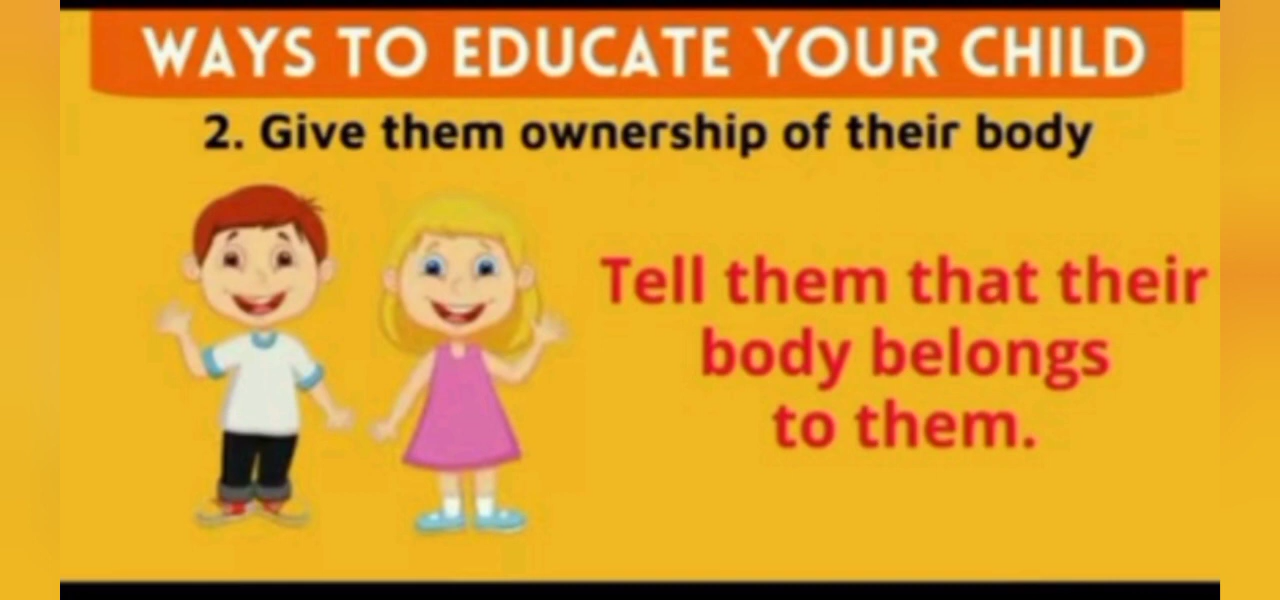 WAYS TO EDUCATE YOUR CHILD
2. Give them ownership of their body
Tell them that their
body belongs
to them.